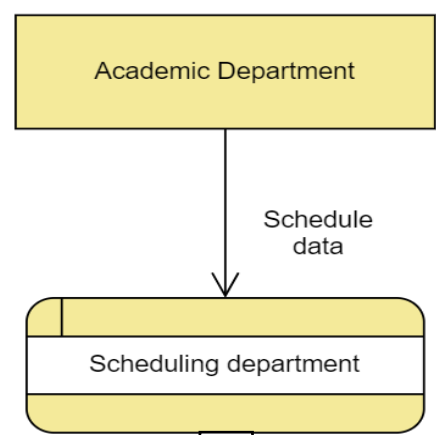 Academic Department
Schedule
data
Scheduling department